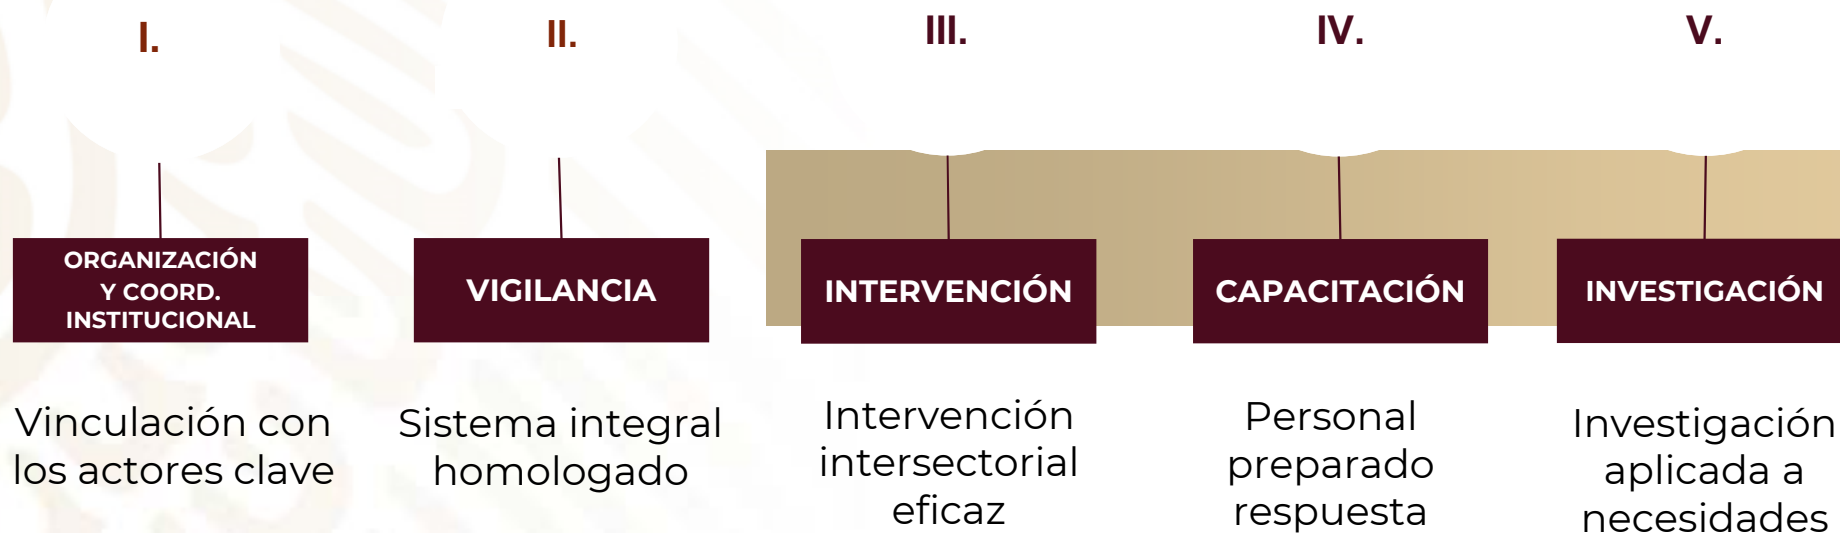 I.
ORGANIZACIÓN
Y COORD.
INSTITUCIONAL
Vinculación con
los actores clave
II.
VIGILANCIA
Sistema integral
homologado
III.
INTERVENCIÓN
Intervención
intersectorial
eficaz
IV.
CAPACITACIÓN
Personal
preparado
respuesta
V.
INVESTIGACIÓN
Investigación
aplicada a
necesidades